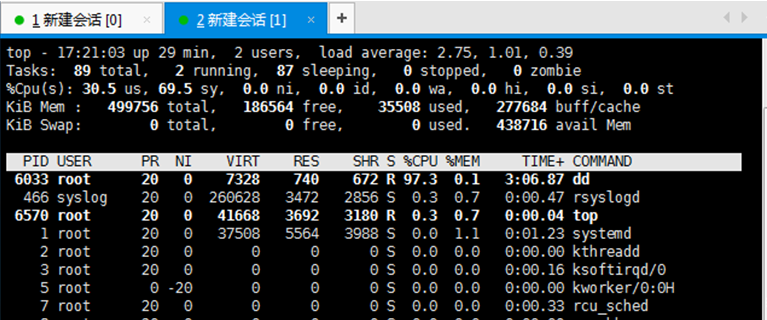 1 新建会话 [0] × 2 新建会话 [1] × +
top - 17:21:03 up 29 min,  2 users,  load average: 2.75, 1.01, 0.39
Tasks:  89 total,   2 running,  87 sleeping,   0 stopped,   0 zombie
%Cpu(s): 30.5 us, 69.5 sy,  0.0 ni,  0.0 id,  0.0 wa,  0.0 hi,  0.0 si,  0.0 st
KiB Mem :   499756 total,   186564 free,    35508 used,   277684 buff/cache
KiB Swap:        0 total,        0 free,        0 used.   438716 avail Mem
PID USER      PR  NI    VIRT    RES    SHR S %CPU %MEM     TIME+ COMMAND
6033 root      20   0    7328    740    672 R 97.3  0.1   3:06.87 dd
466 syslog    20   0  260628   3472   2856 S  0.3  0.7   0:00.47 rsyslogd
6570 root      20   0   41668   3692   3180 R  0.3  0.7   0:00.04 top
1 root      20   0   37508   5564   3988 S  0.0  1.1   0:01.23 systemd
2 root      20   0       0      0      0 S  0.0  0.0   0:00.00 kthreadd
3 root      20   0       0      0      0 S  0.0  0.0   0:00.16 ksoftirqd/0
5 root       0 -20       0      0      0 S  0.0  0.0   0:00.00 kworker/0:0H
7 root      20   0       0      0      0 S  0.0  0.0   0:00.33 rcu_sched